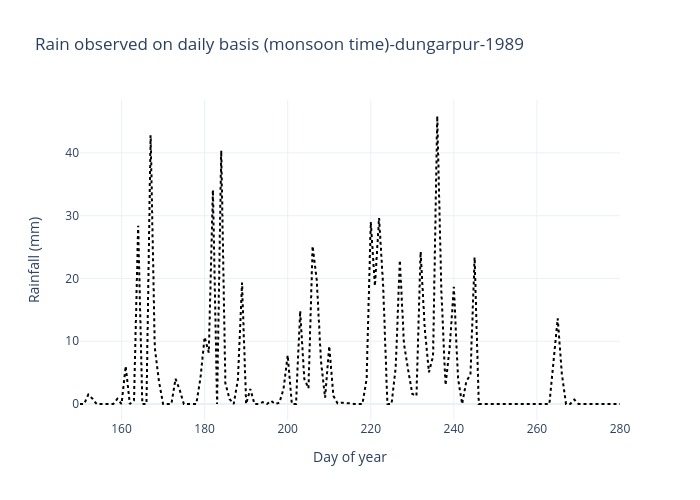 Rain observed on daily basis (monsoon time)-dungarpur-1989
Rainfall (mm)
40
30
20
10
0
160 180 200 220 240 260 280
Day of year